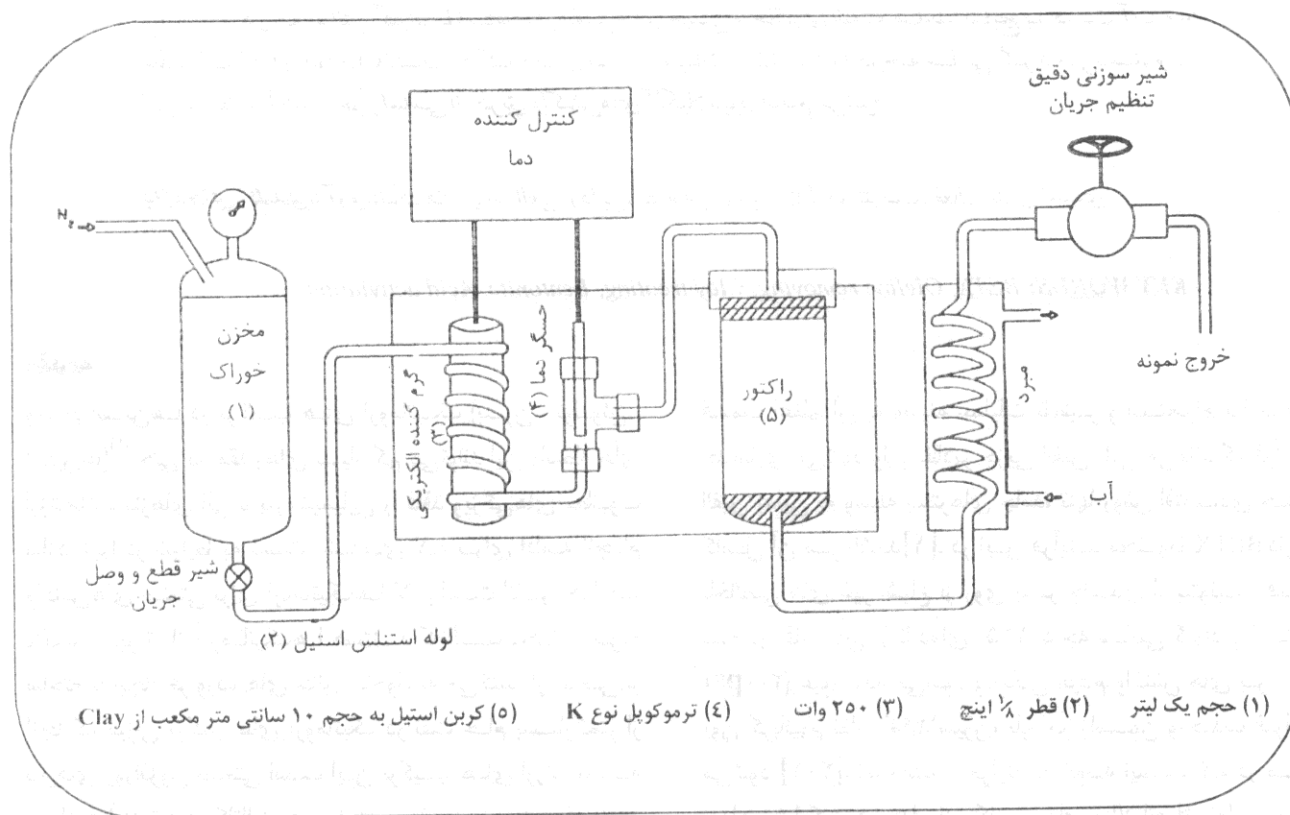 شیر سوزنی دقیق
تنظیم جریان
کنترل کننده
دما
N₂
مخزن
خوراک
(۱)
گرم کننده الکتریکی
(۳)
حسگر دما (۴)
راکتور
(۵)
مبرد
خروج نمونه
آب
شیر قطع و وصل
جریان
لوله استنلس استیل (۲)
(۱) حجم یک لیتر (۲) قطر ⅛ اینچ (۳) ۲۵۰ وات (٤) ترموکوپل نوع K (۵) کربن استیل به حجم ۱۰ سانتی متر مکعب از Clay